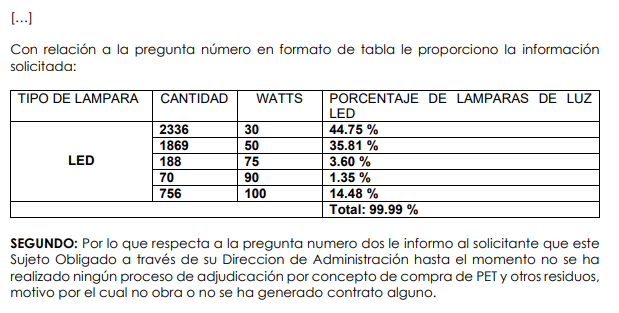 [...]
Con relación a la pregunta número en formato de tabla le proporciono la información
solicitada:
TIPO DE LAMPARA CANTIDAD WATTS PORCENTAJE DE LAMPARAS DE LUZ
LED
LED
2336 30 44.75 %
1869 50 35.81 %
188 75 3.60 %
70 90 1.35 %
756 100 14.48 %
Total: 99.99 %
SEGUNDO: Por lo que respecta a la pregunta numero dos le informo al solicitante que este
Sujeto Obligado a través de su Direccion de Administración hasta el momento no se ha
realizado ningún proceso de adjudicación por concepto de compra de PET y otros residuos,
motivo por el cual no obra o no se ha generado contrato alguno.